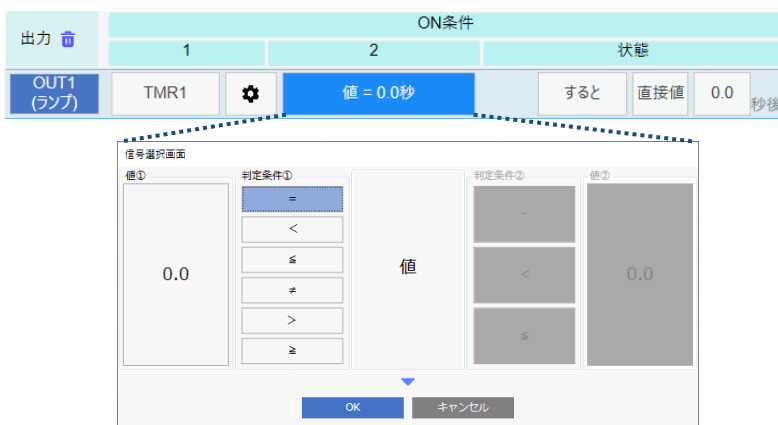 出力
ON条件
1
2
状態
OUT1
(ランプ)
TMR1
値 = 0.0秒
すると
直接値
0.0
秒後
信号選択画面
値①
判定条件①
判定条件②
値②
0.0
=
<
≦
≠
>
≧
値
-
<
≦
0.0
OK
キャンセル